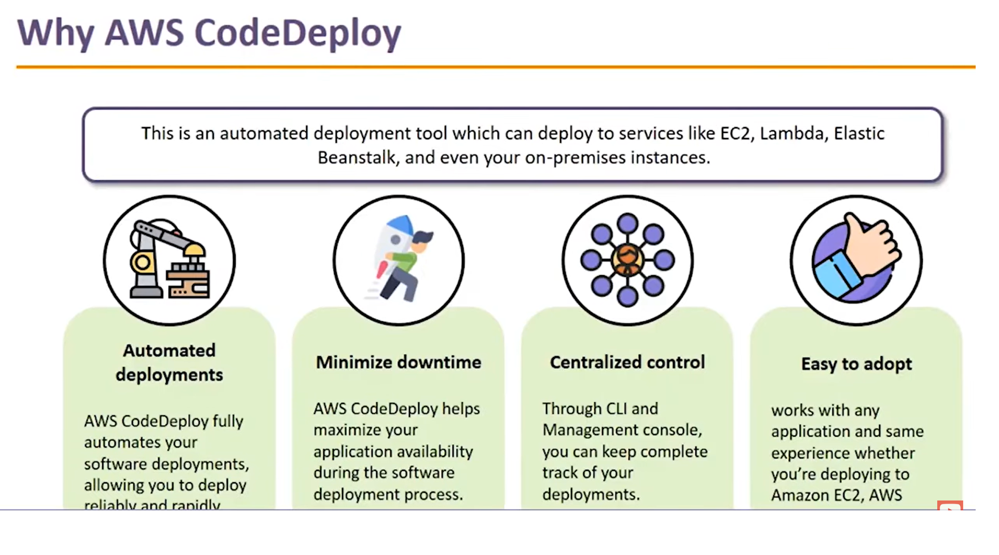 Why AWS CodeDeploy
This is an automated deployment tool which can deploy to services like EC2, Lambda, Elastic
Beanstalk, and even your on-premises instances.
Automated
deployments
AWS CodeDeploy fully
automates your
software deployments,
allowing you to deploy
reliably and rapidly
Minimize downtime
AWS CodeDeploy helps
maximize your
application availability
during the software
deployment process.
Centralized control
Through CLI and
Management console,
you can keep complete
track of your
deployments.
Easy to adopt
works with any
application and same
experience whether
you’re deploying to
Amazon EC2, AWS